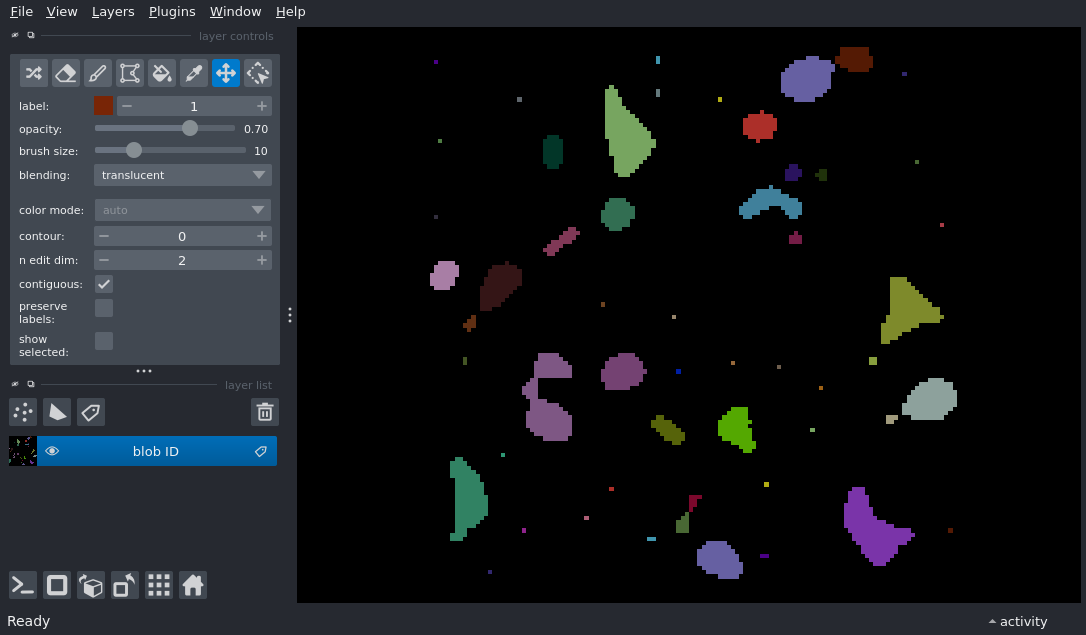 File View Layers Plugins Window Help
layer controls
label: 1
opacity: 0.70
brush size: 10
blending: translucent
color mode: auto
contour: 0
n edit dim: 2
contiguous:
preserve
labels:
show
selected:
layer list
blob ID
Ready activity